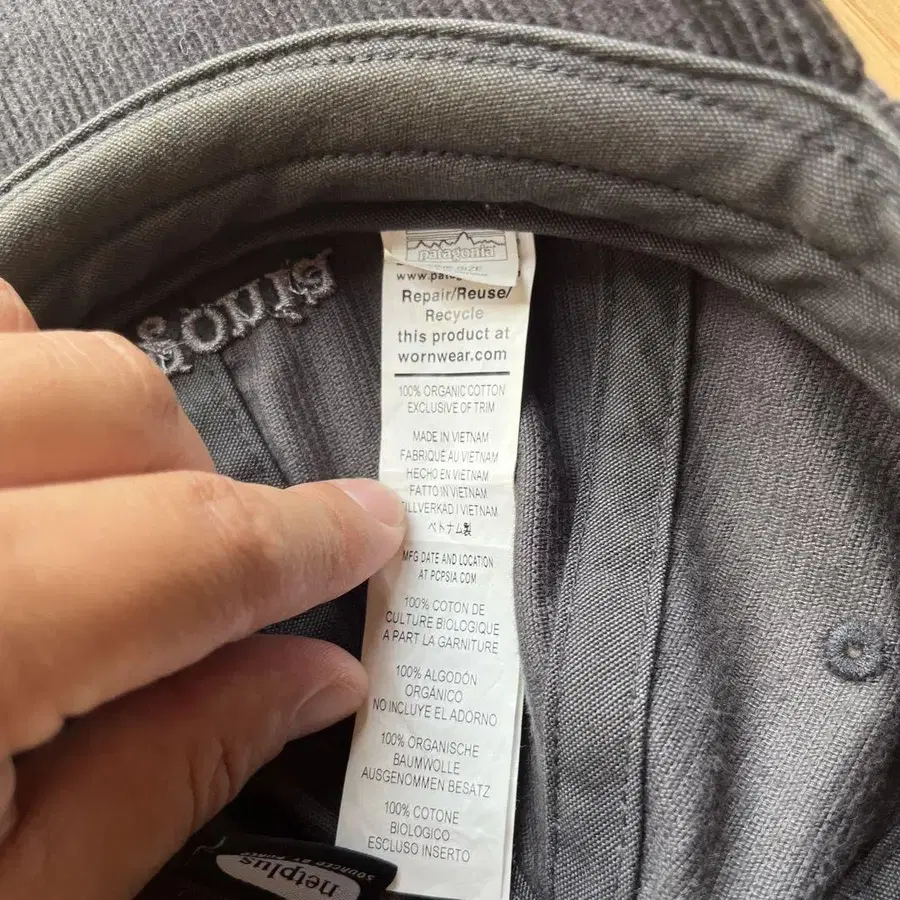 patagonia
www.pat
Repair/Reuse/
Recycle
this product at
wornwear.com
100% ORGANIC COTTON
EXCLUSIVE OF TRIM
MADE IN VIETNAM
FABRIQUÉ AU VIETNAM
HECHO EN VIETNAM
FATTO IN VIETNAM
TILLVERKAD I VIETNAM
ベトナム製
MFG DATE AND LOCATION
AT PCPSIA.COM
100% COTON DE
CULTURE BIOLOGIQUE
A PART LA GARNITURE
100% ALGODÓN
ORGÁNICO
NO INCLUYE EL ADORNO
100% ORGANISCHE
BAUMWOLLE
AUSGENOMMEN BESATZ
100% COTONE
BIOLOGICO
ESCLUSO INSERTO
netplus